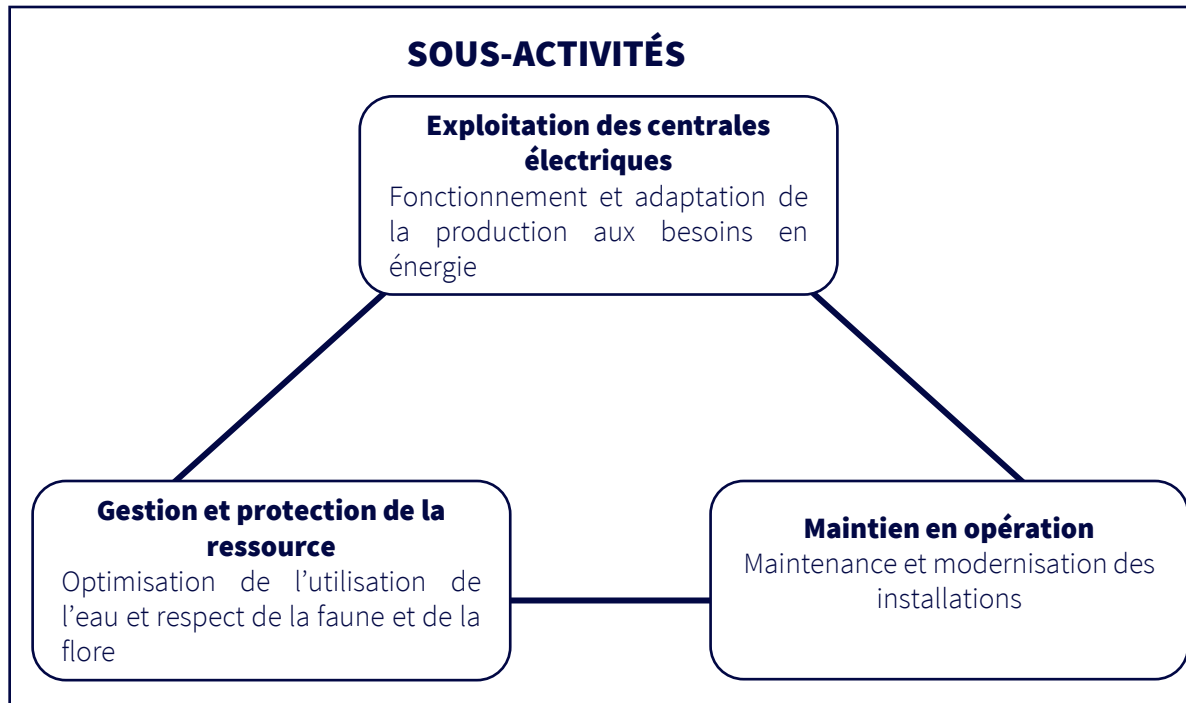 SOUS-ACTIVITÉS
Exploitation des centrales
électriques
Fonctionnement et adaptation de
la production aux besoins en
énergie
Gestion et protection de la
ressource
Optimisation de l'utilisation de
l'eau et respect de la faune et de la
flore
Maintien en opération
Maintenance et modernisation des
installations